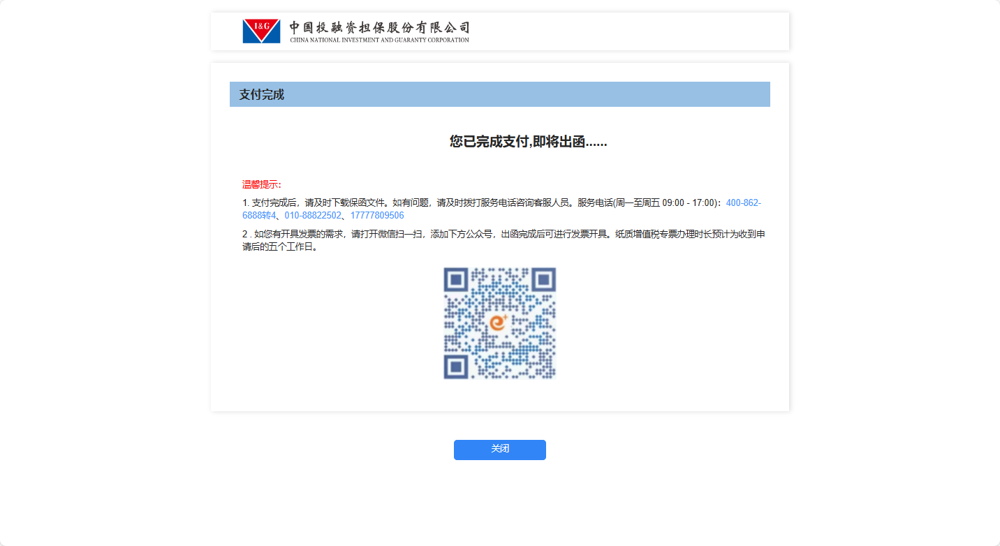 I&G
中国投融资担保股份有限公司
CHINA NATIONAL INVESTMENT AND GUARANTY CORPORATION
支付完成
您已完成支付,即将出函......
温馨提示：
1. 支付完成后，请及时下载保函文件。如有问题，请及时拨打服务电话咨询客服人员。服务电话(周一至周五 09:00 - 17:00)：400-862-
6888转4、010-88822502、17777809506
2 . 如您有开具发票的需求，请打开微信扫一扫，添加下方公众号，出函完成后可进行发票开具。纸质增值税专票办理时长预计为收到申
请后的五个工作日。
关闭